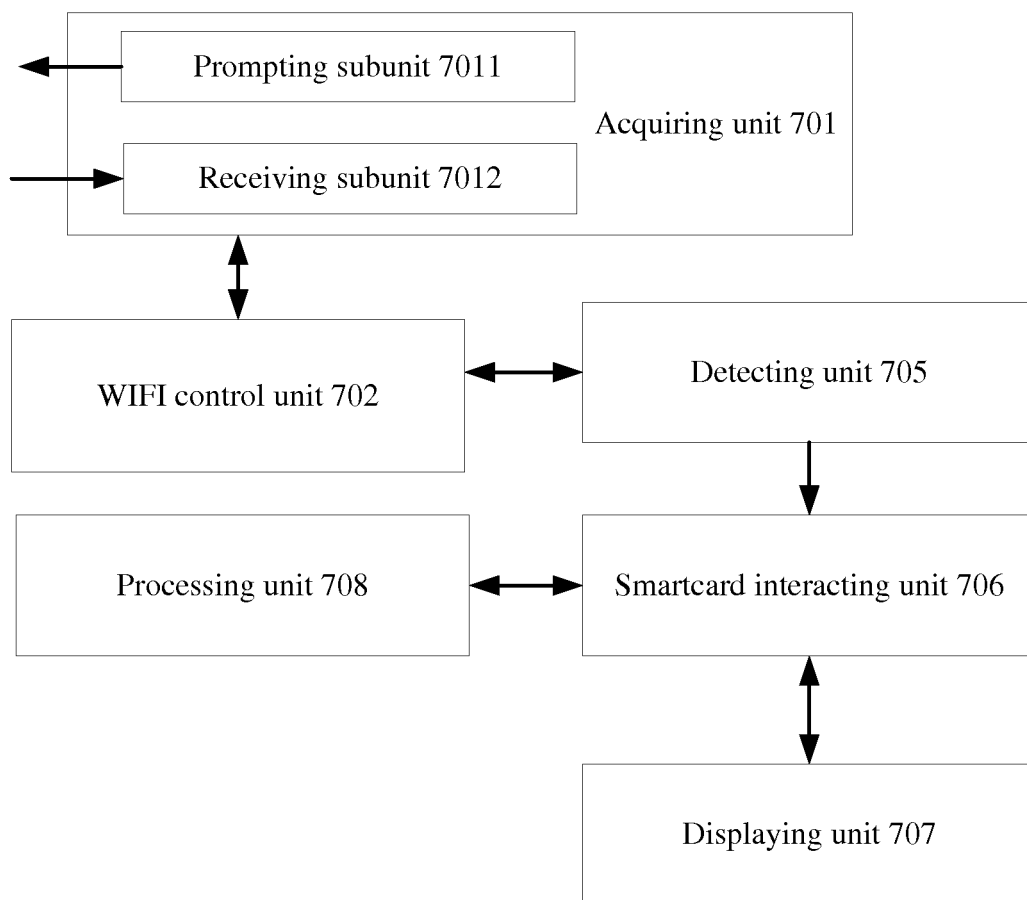 Prompting subunit 7011
Acquiring unit 701
Receiving subunit 7012
WIFI control unit 702
Detecting unit 705
Processing unit 708
Smartcard interacting unit 706
Displaying unit 707